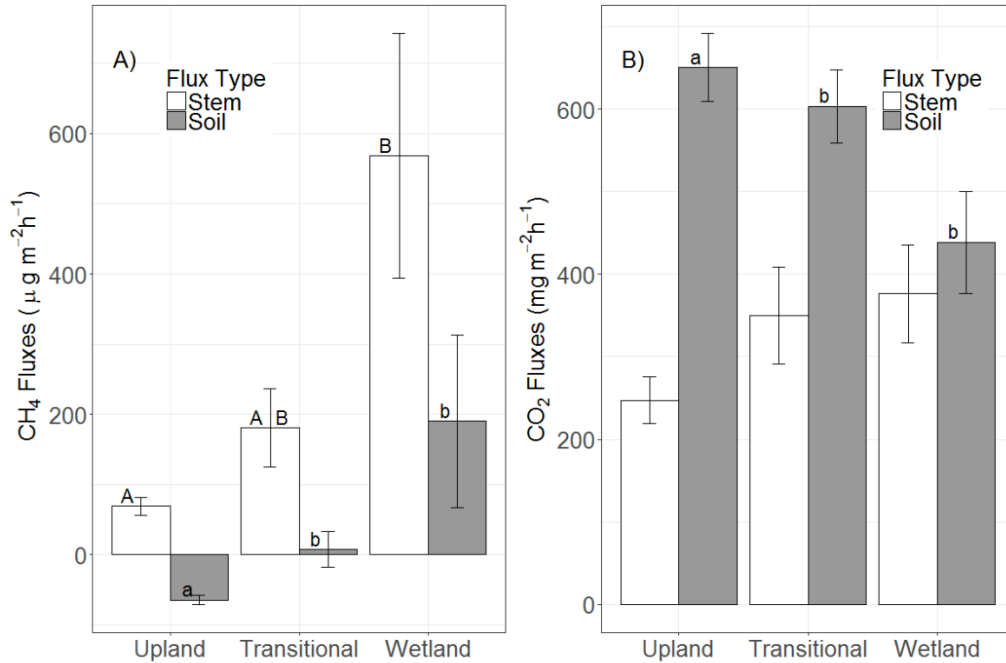 A)
Flux Type
Stem
Soil
CH₄ Fluxes ( μ g m⁻²h⁻¹)
600
400
200
0
A
a
A B
b
B
b
Upland Transitional Wetland
B)
Flux Type
Stem
Soil
CO₂ Fluxes (mg m⁻²h⁻¹)
600
400
200
0
a
b
b
Upland Transitional Wetland